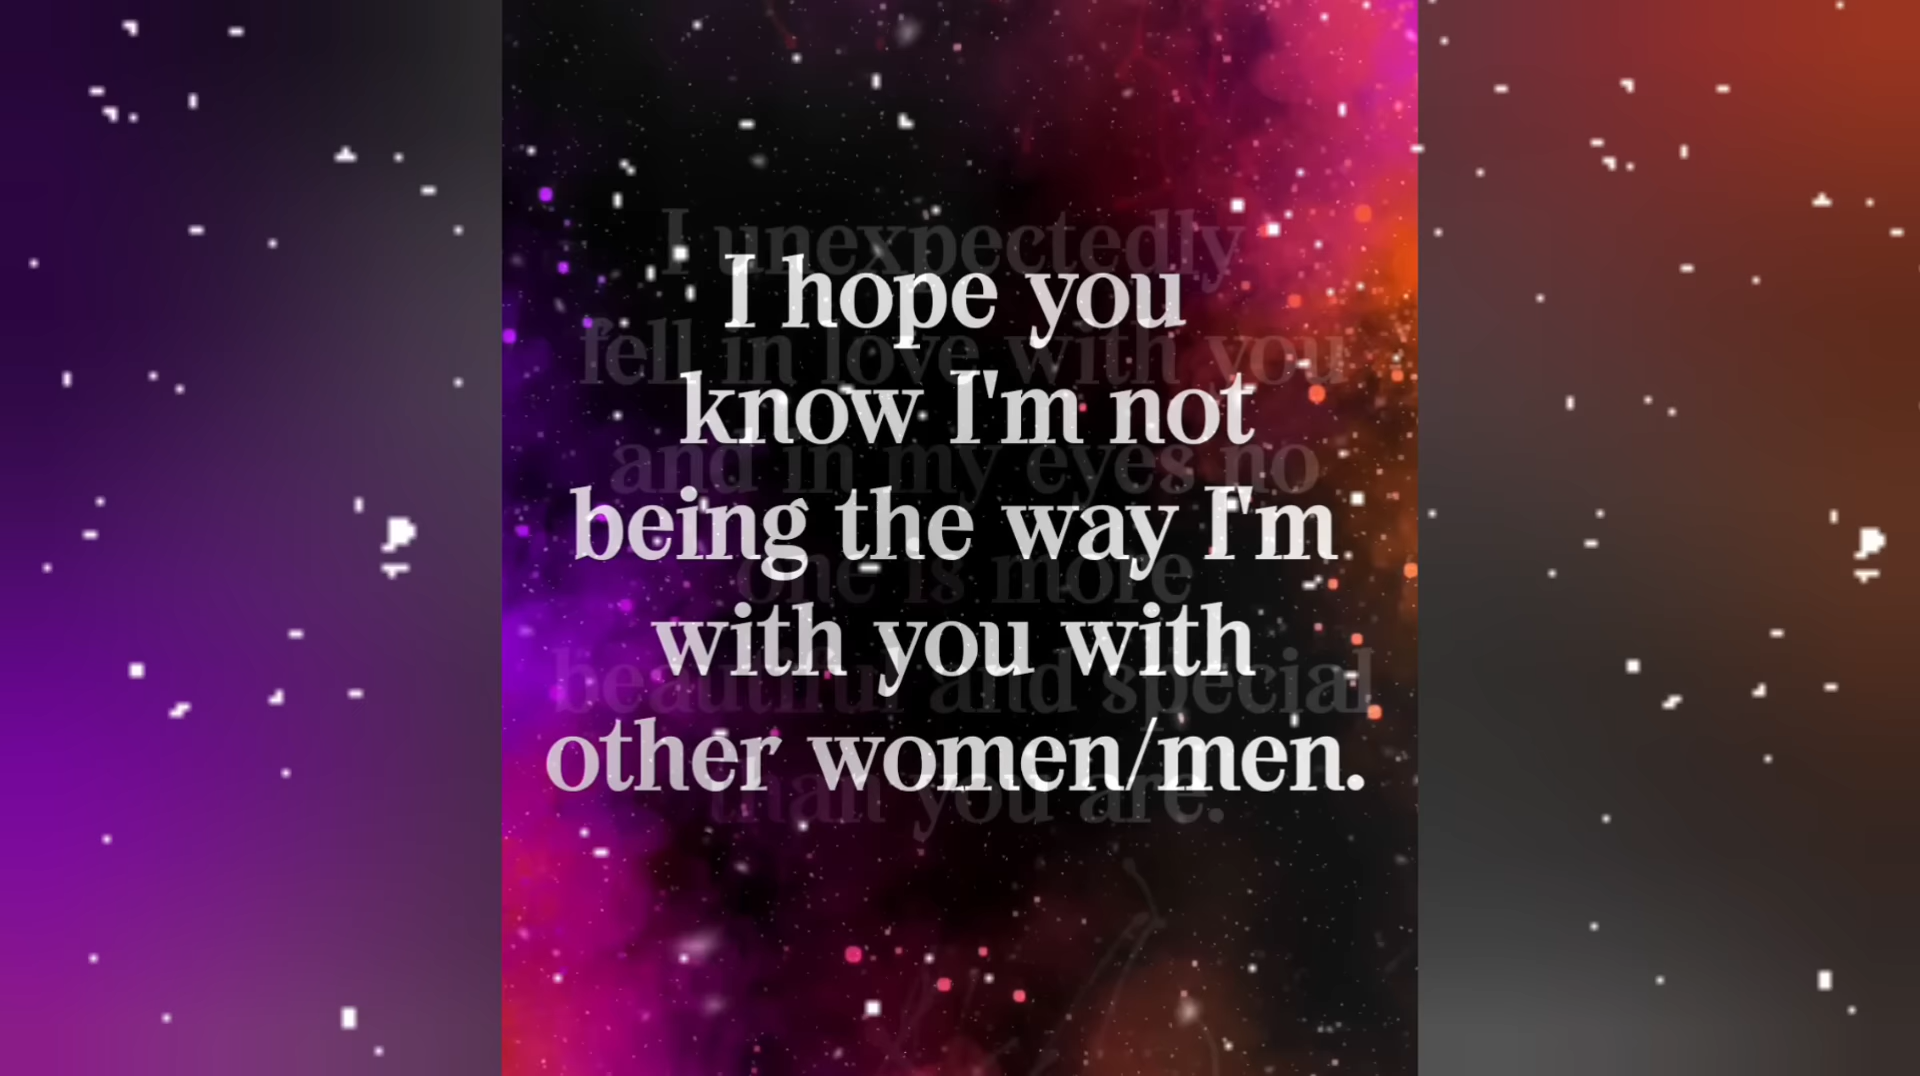 I hope you
know I'm not
being the way I'm
with you with
other women/men.
I unexpectedly
fell in love with you
and in my eyes no
one is more
beautiful and special
than you are.